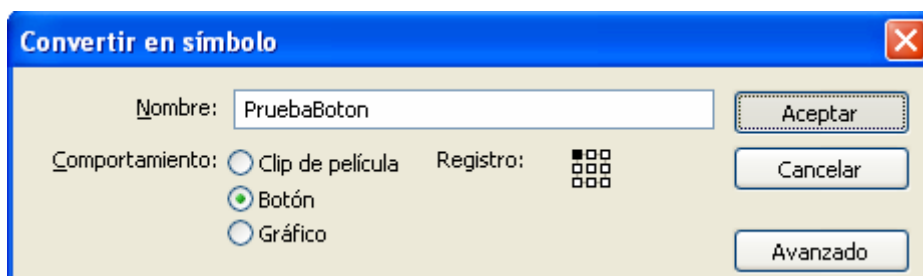 Convertir en símbolo
Nombre: PruebaBoton Aceptar
Comportamiento: Clip de película Registro: Cancelar
Botón
Gráfico
Avanzado